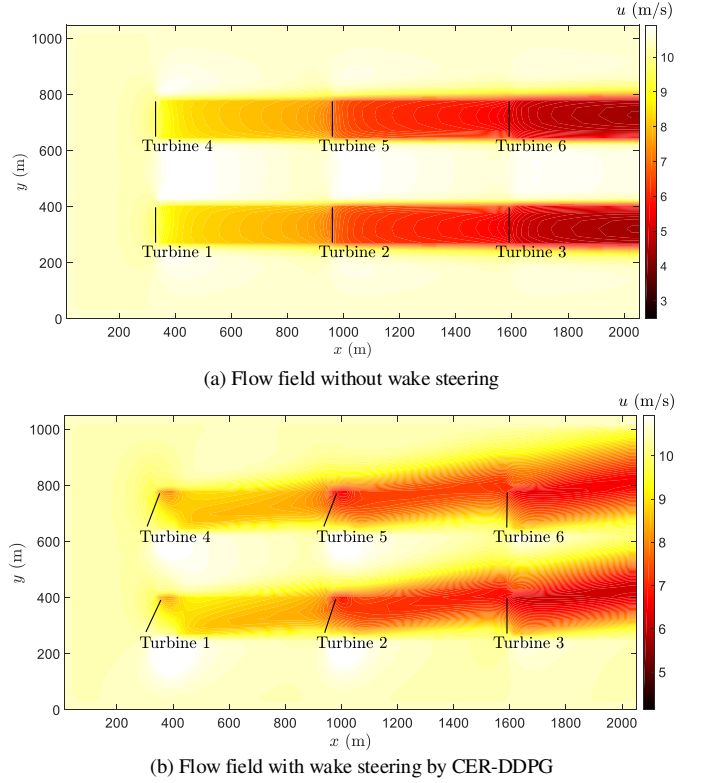 u (m/s)
1000
800
600
400
200
0
y (m)
Turbine 4
Turbine 5
Turbine 6
Turbine 1
Turbine 2
Turbine 3
200 400 600 800 1000 1200 1400 1600 1800 2000
x (m)
10
9
8
7
6
5
4
3
(a) Flow field without wake steering
u (m/s)
1000
800
600
400
200
0
y (m)
Turbine 4
Turbine 5
Turbine 6
Turbine 1
Turbine 2
Turbine 3
200 400 600 800 1000 1200 1400 1600 1800 2000
x (m)
10
9
8
7
6
5
(b) Flow field with wake steering by CER-DDPG